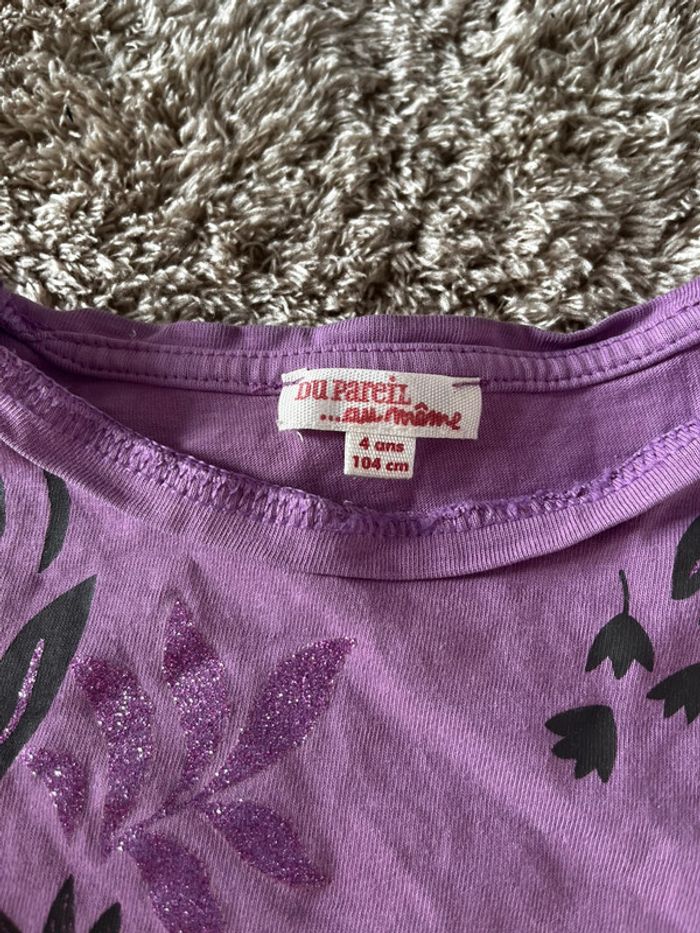 DU PAREIL
...au même
4 ans
104 cm